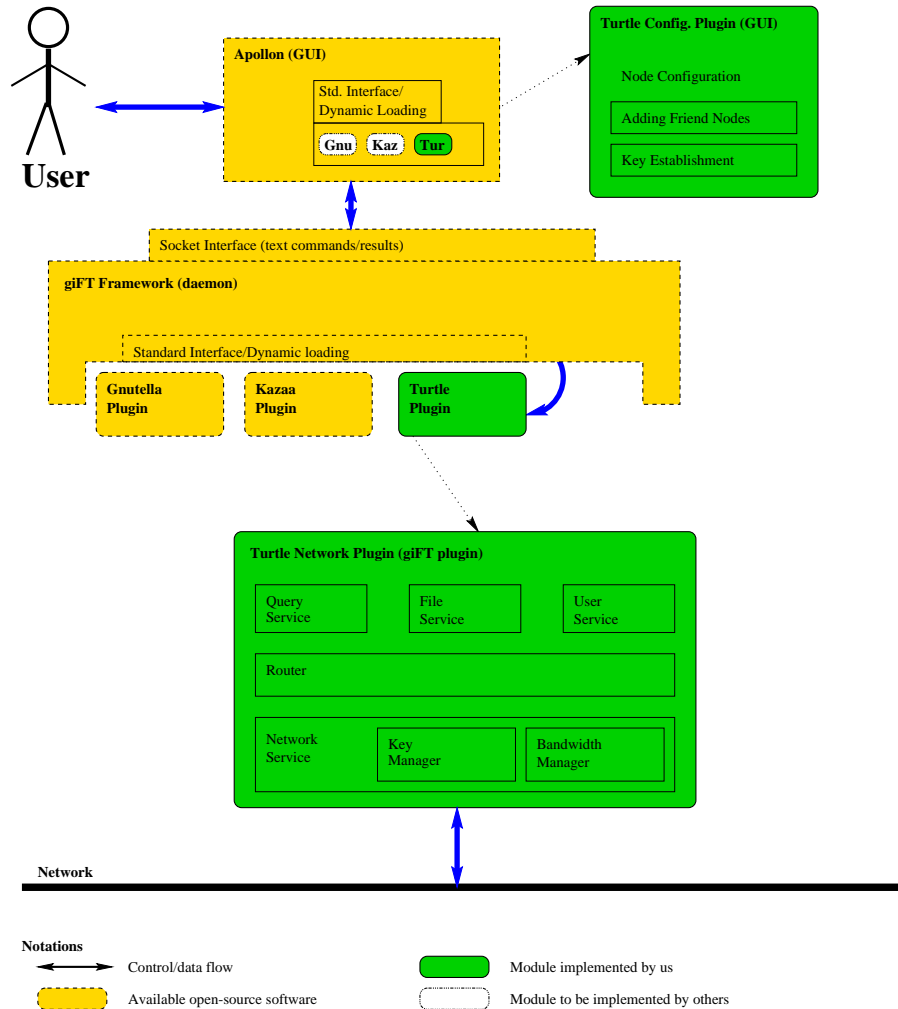 Turtle Config. Plugin (GUI)
Node Configuration
Adding Friend Nodes
Key Establishment
Apollon (GUI)
Std. Interface/
Dynamic Loading
Gnu
Kaz
Tur
User
Socket Interface (text commands/results)
giFT Framework (daemon)
Standard Interface/Dynamic loading
Gnutella
Plugin
Kazaa
Plugin
Turtle
Plugin
Turtle Network Plugin (giFT plugin)
Query
Service
File
Service
User
Service
Router
Network
Service
Key
Manager
Bandwidth
Manager
Network
Notations
Control/data flow
Module implemented by us
Available open-source software
Module to be implemented by others